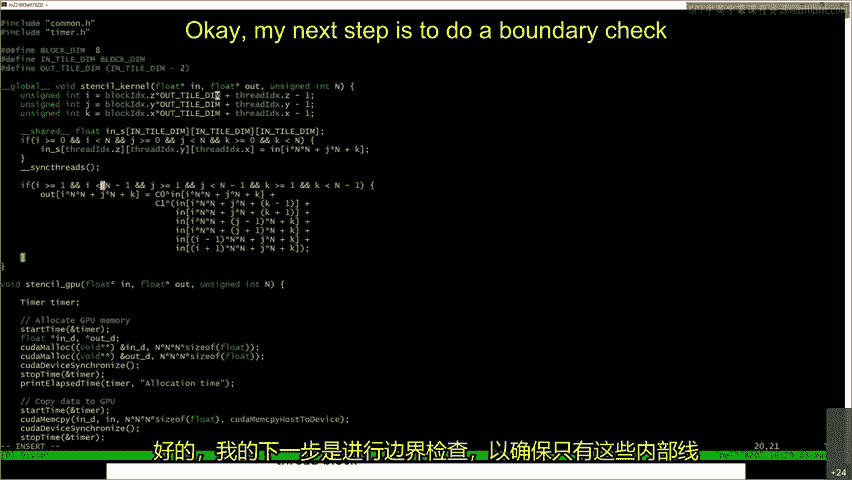 Okay, my next step is to do a boundary check
#include "common.h"
#include "timer.h"
#define BLOCK_DIM 8
#define IN_TILE_DIM BLOCK_DIM
#define OUT_TILE_DIM (IN_TILE_DIM - 2)
__global__ void stencil_kernel(float* in, float* out, unsigned int N) {
unsigned int i = blockIdx.z*OUT_TILE_DIM + threadIdx.z - 1;
unsigned int j = blockIdx.y*OUT_TILE_DIM + threadIdx.y - 1;
unsigned int k = blockIdx.x*OUT_TILE_DIM + threadIdx.x - 1;
__shared__ float in_s[IN_TILE_DIM][IN_TILE_DIM][IN_TILE_DIM];
if(i >= 0 && i < N && j >= 0 && j < N && k >= 0 && k < N) {
in_s[threadIdx.z][threadIdx.y][threadIdx.x] = in[i*N*N + j*N + k];
}
__syncthreads();
if(i >= 1 && i < N - 1 && j >= 1 && j < N - 1 && k >= 1 && k < N - 1) {
out[i*N*N + j*N + k] = C0*in[i*N*N + j*N + k] +
C1*(in[i*N*N + j*N + (k - 1)] +
in[i*N*N + j*N + (k + 1)] +
in[i*N*N + (j - 1)*N + k] +
in[i*N*N + (j + 1)*N + k] +
in[(i - 1)*N*N + j*N + k] +
in[(i + 1)*N*N + j*N + k]);
}
}
void stencil_gpu(float* in, float* out, unsigned int N) {
Timer timer;
// Allocate GPU memory
startTime(&timer);
float *in_d, *out_d;
cudaMalloc((void**) &in_d, N*N*N*sizeof(float));
cudaMalloc((void**) &out_d, N*N*N*sizeof(float));
cudaDeviceSynchronize();
stopTime(&timer);
printElapsedTime(timer, "Allocation time");
// Copy data to GPU
startTime(&timer);
cudaMemcpy(in_d, in, N*N*N*sizeof(float), cudaMemcpyHostToDevice);
cudaDeviceSynchronize();
stopTime(&timer);
-- INSERT --
20,21
好的，我的下一步是进行边界检查，以确保只有这些内部线
+24